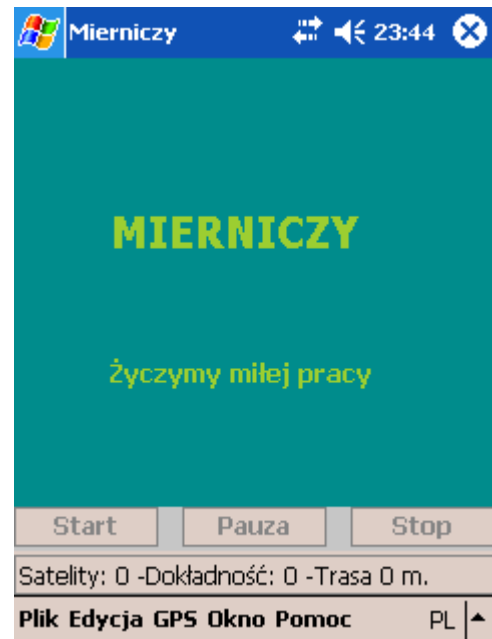 Mierniczy 23:44
MIERNICZY
Życzymy miłej pracy
Start Pauza Stop
Satelity: 0 -Dokładność: 0 -Trasa 0 m.
Plik Edycja GPS Okno Pomoc PL